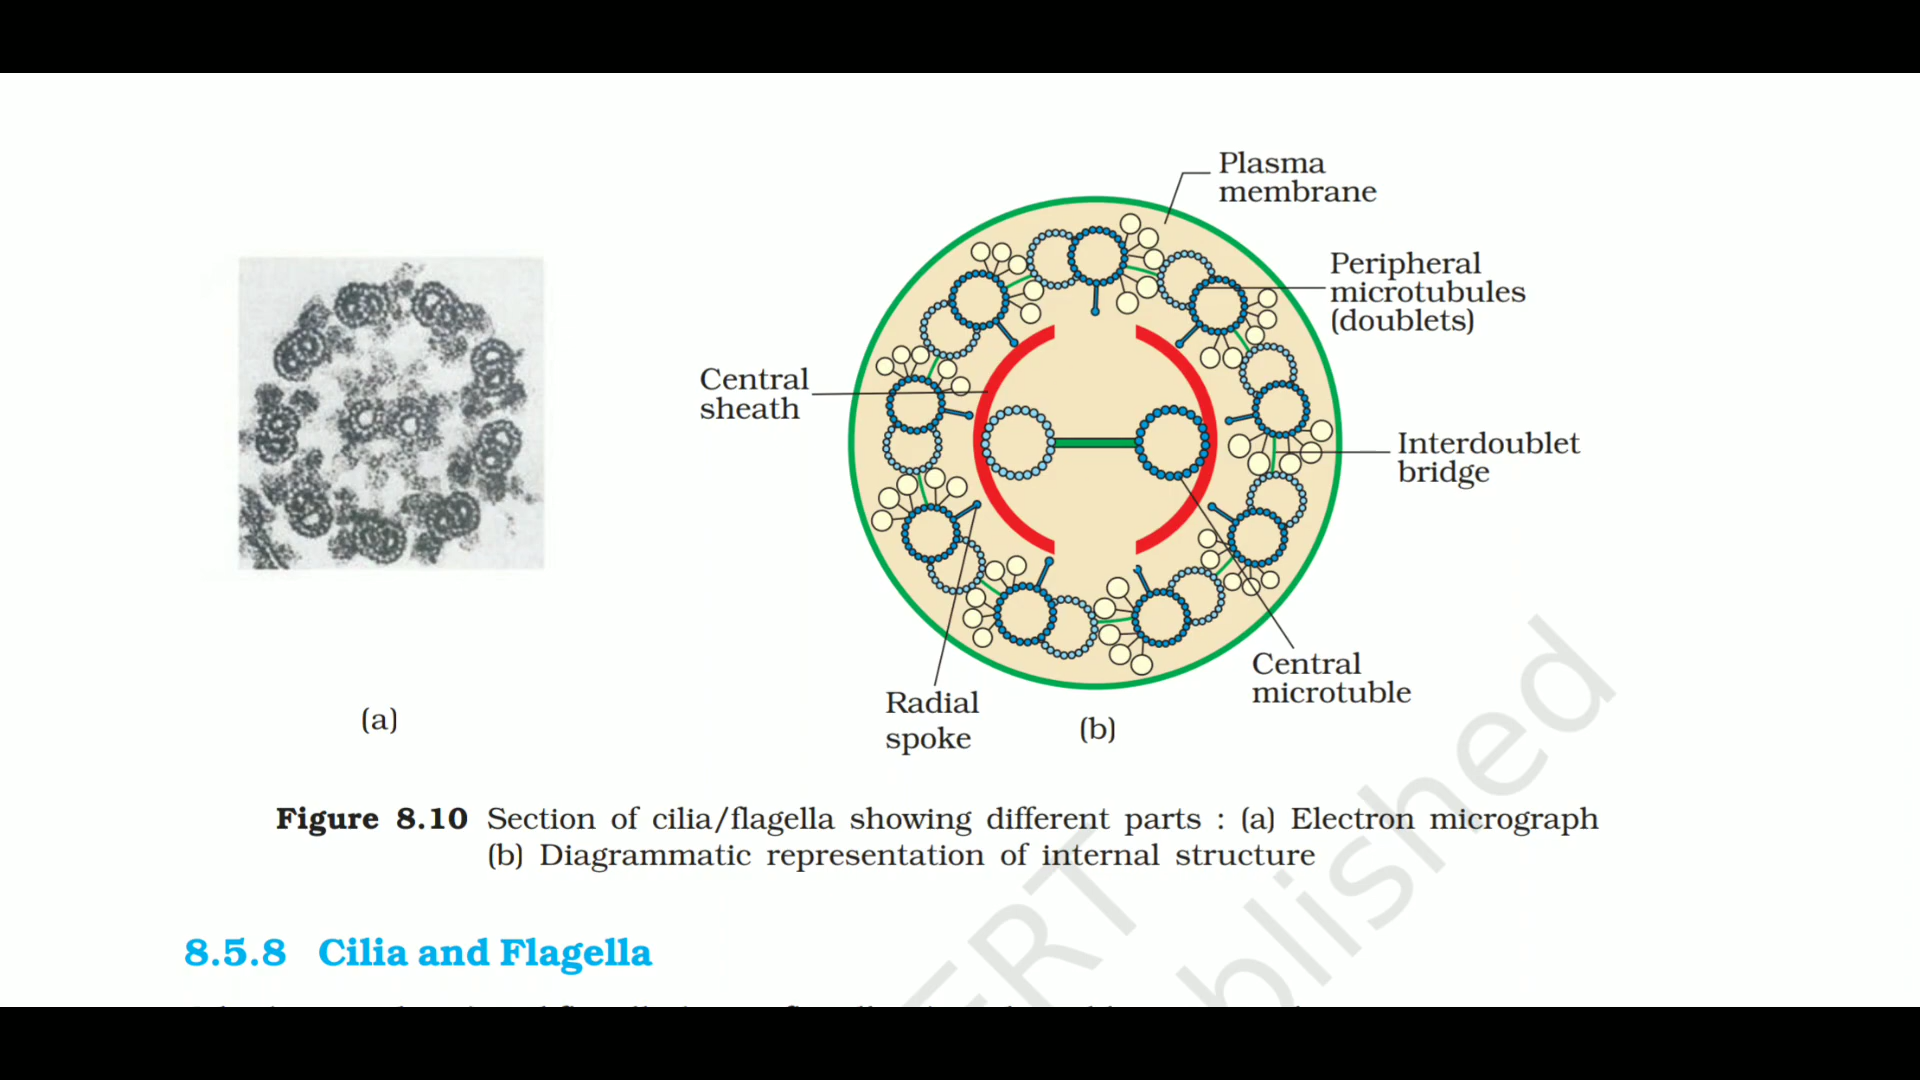 Plasma
membrane
Peripheral
microtubules
(doublets)
Central
sheath
Interdoublet
bridge
Central
microtuble
Radial
spoke
(a)
(b)
Figure 8.10 Section of cilia/flagella showing different parts : (a) Electron micrograph
(b) Diagrammatic representation of internal structure
8.5.8 Cilia and Flagella